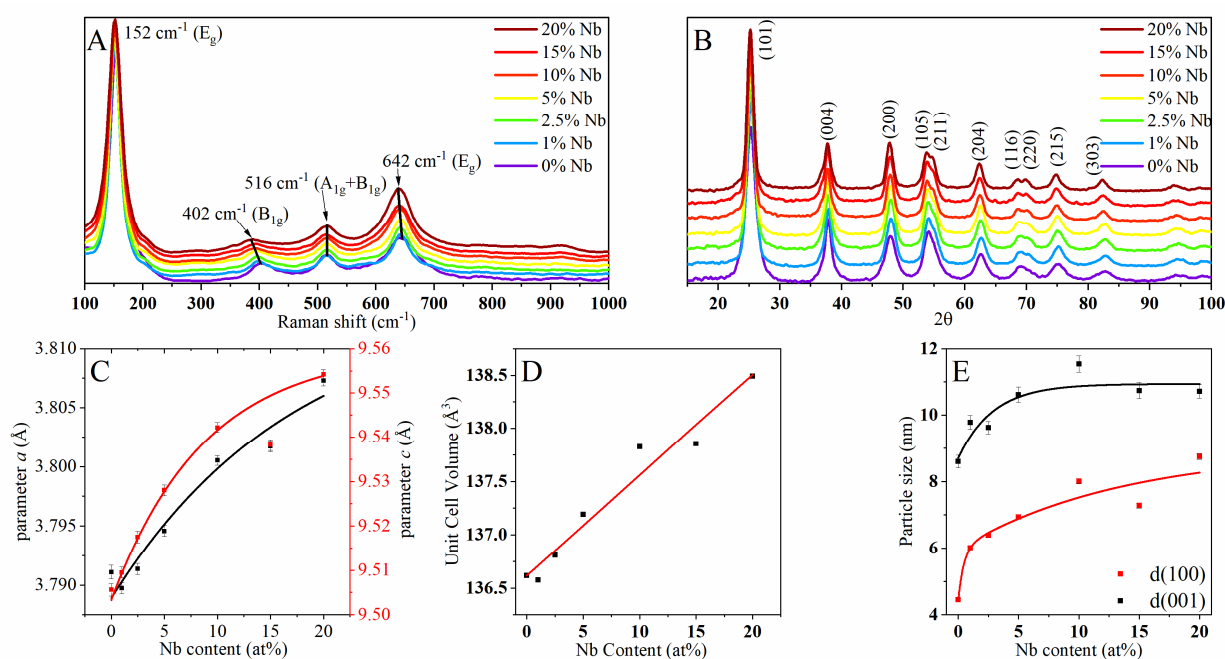 A
152 cm-1 (Eg)
402 cm-1 (B1g)
516 cm-1 (A1g+B1g)
642 cm-1 (Eg)
20% Nb
15% Nb
10% Nb
5% Nb
2.5% Nb
1% Nb
0% Nb
100 200 300 400 500 600 700 800 900 1000
Raman shift (cm-1)
B
(101)
(004)
(200)
(105)
(211)
(204)
(116)
(220)
(215)
(303)
20% Nb
15% Nb
10% Nb
5% Nb
2.5% Nb
1% Nb
0% Nb
20 30 40 50 60 70 80 90 100
2θ
C
parameter a (Å)
3.810
3.805
3.800
3.795
3.790
9.56
9.55
9.54
9.53
9.52
9.51
9.50
parameter c (Å)
0 5 10 15 20
Nb content (at%)
D
Unit Cell Volume (Å3)
138.5
138.0
137.5
137.0
136.5
0 5 10 15 20
Nb Content (at%)
E
Particle size (nm)
12
10
8
6
4
d(100)
d(001)
0 5 10 15 20
Nb Content (at%)